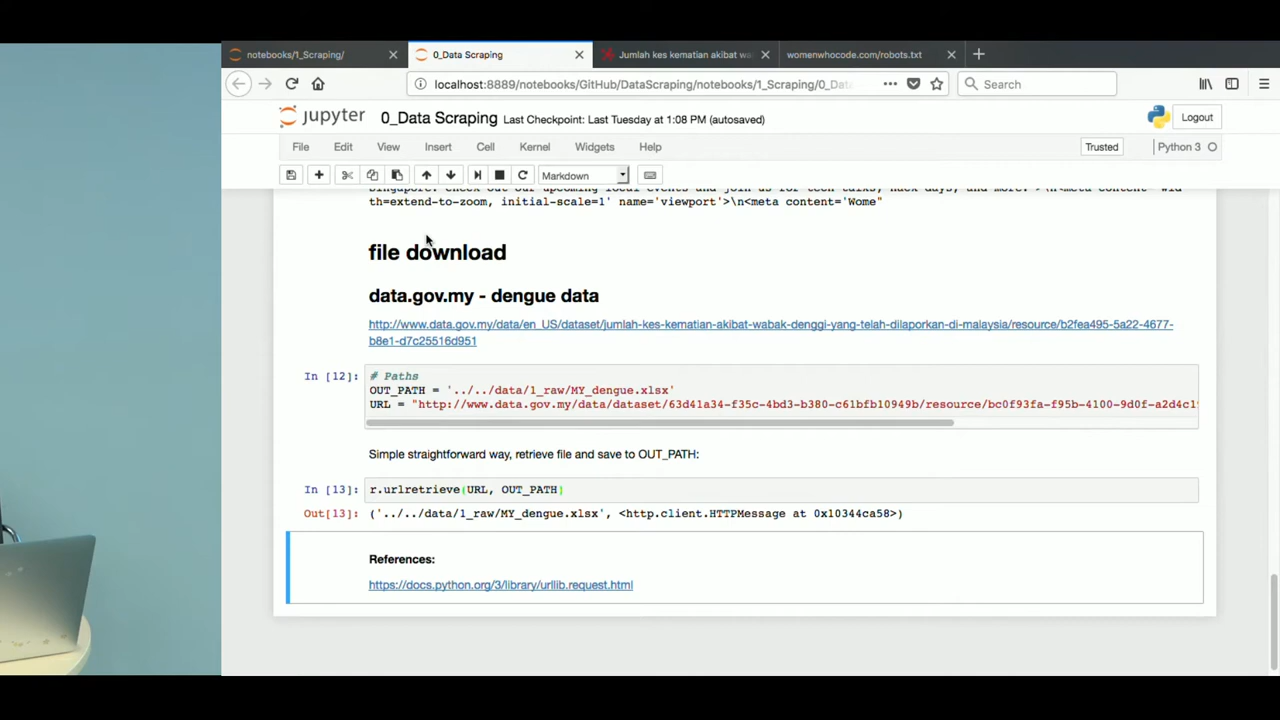 notebooks/1_Scraping/
0_Data Scraping
Jumlah kes kematian akibat wa
womenwhocode.com/robots.txt
localhost:8889/notebooks/GitHub/DataScraping/notebooks/1_Scraping/0_Data
Search
jupyter
0_Data Scraping Last Checkpoint: Last Tuesday at 1:08 PM (autosaved)
Logout
File Edit View Insert Cell Kernel Widgets Help
Trusted
Python 3
Markdown
th=extend-to-zoom, initial-scale=1' name='viewport'>\n<meta content='Wome"
file download
data.gov.my - dengue data
http://www.data.gov.my/data/en_US/dataset/jumlah-kes-kematian-akibat-wabak-denggi-yang-telah-dilaporkan-di-malaysia/resource/b2fea495-5a22-4677-
b8e1-d7c25516d951
In [12]:
# Paths
OUT_PATH = '../../data/1_raw/MY_dengue.xlsx'
URL = "http://www.data.gov.my/data/dataset/63d41a34-f35c-4bd3-b380-c61bfb10949b/resource/bc0f93fa-f95b-4100-9d0f-a2d4c1
Simple straightforward way, retrieve file and save to OUT_PATH:
In [13]:
r.urlretrieve(URL, OUT_PATH)
Out[13]:
('../../data/1_raw/MY_dengue.xlsx', <http.client.HTTPMessage at 0x10344ca58>)
References:
https://docs.python.org/3/library/urllib.request.html